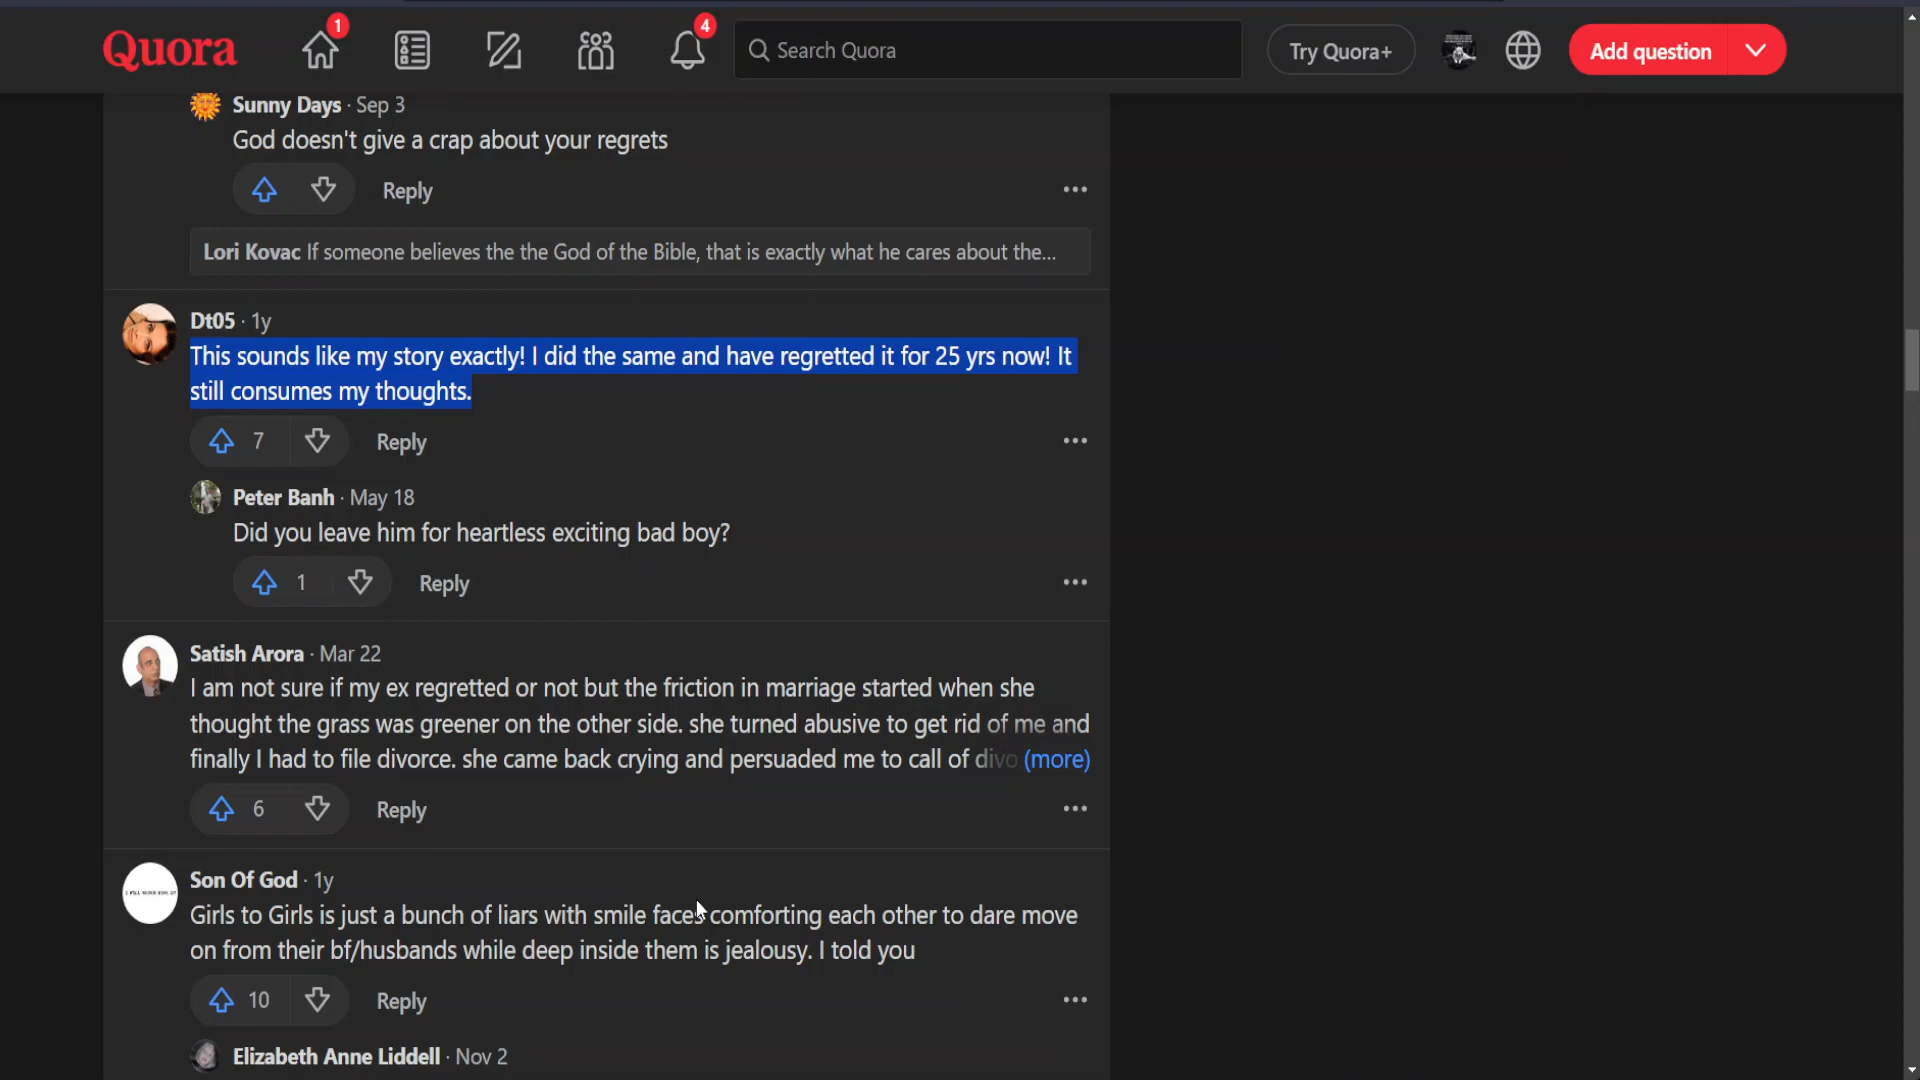 Quora
1
4
Search Quora
Try Quora+
Add question
Sunny Days · Sep 3
God doesn't give a crap about your regrets
Reply
Lori Kovac If someone believes the the God of the Bible, that is exactly what he cares about the...
Dt05 · 1y
This sounds like my story exactly! I did the same and have regretted it for 25 yrs now! It
still consumes my thoughts.
7
Reply
Peter Banh · May 18
Did you leave him for heartless exciting bad boy?
1
Reply
Satish Arora · Mar 22
I am not sure if my ex regretted or not but the friction in marriage started when she
thought the grass was greener on the other side. she turned abusive to get rid of me and
finally I had to file divorce. she came back crying and persuaded me to call of divo (more)
6
Reply
Son Of God · 1y
Girls to Girls is just a bunch of liars with smile faces comforting each other to dare move
on from their bf/husbands while deep inside them is jealousy. I told you
10
Reply
Elizabeth Anne Liddell · Nov 2